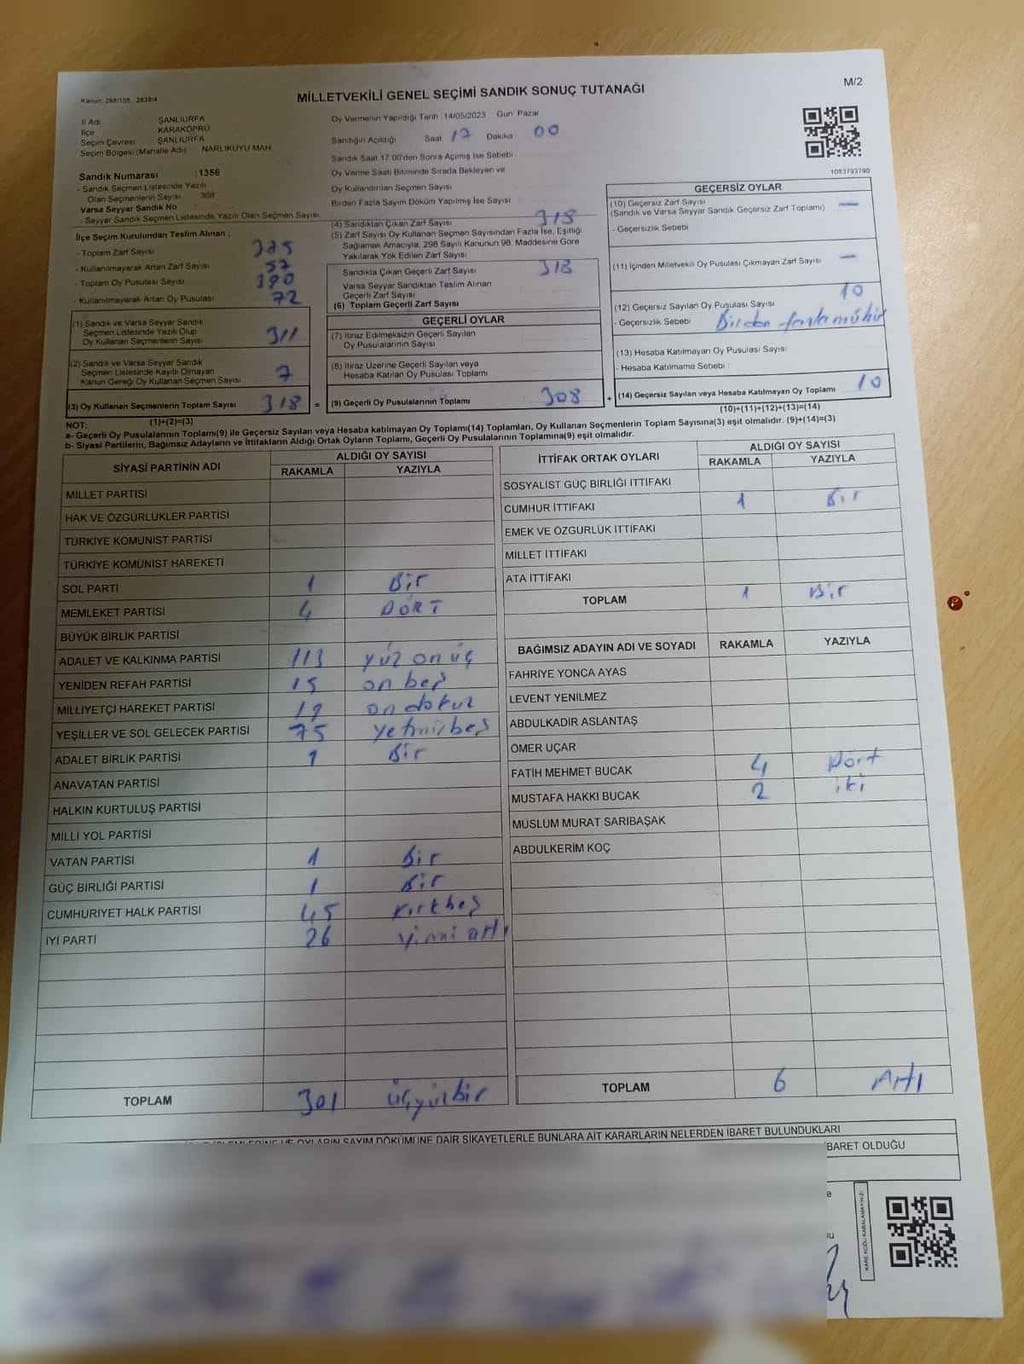 M/2
MİLLETVEKİLİ GENEL SEÇİMİ SANDIK SONUÇ TUTANAĞI
İl Adı ŞANLIURFA
İlçe KARAKÖPRÜ
Seçim Çevresi ŞANLIURFA
Seçim Bölgesi (Mahalle Adı) NARLIKUYU MAH.
Sandık Numarası : 1356
- Sandık Seçmen Listesinde Yazılı
Olan Seçmenlerin Sayısı
Varsa Seyyar Sandık No
- Seyyar Sandık Seçmen Listesinde Yazılı Olan Seçmen Sayısı
Oy Vermenin Yapıldığı Tarih 14/05/2023 Gün Pazar
Sandığın Açıldığı Saat 17 Dakika : 00
Sandık Saat 17:00'den Sonra Açılmış İse Sebebi
Oy Verme Saati Bitiminde Sırada Bekleyen ve
Oy Kullandırılan Seçmen Sayısı
Birden Fazla Sayım Döküm Yapılmış İse Sayısı
1083793790
İlçe Seçim Kurulundan Teslim Alınan ;
- Toplam Zarf Sayısı 375
- Kullanılmayarak Artan Zarf Sayısı 57
- Toplam Oy Pusulası Sayısı 390
- Kullanılmayarak Artan Oy Pusulası 72
(1) Sandık ve Varsa Seyyar Sandık
Seçmen Listesinde Yazılı Olup
Oy Kullanan Seçmenlerin Sayısı 311
(2) Sandık ve Varsa Seyyar Sandık
Seçmen Listesinde Kayıtlı Olmayan
Kanun Gereği Oy Kullanan Seçmen Sayısı 7
(3) Oy Kullanan Seçmenlerin Toplam Sayısı 318 =
(1)+(2)=(3)
(4) Sandıktan Çıkan Zarf Sayısı 318
(5) Zarf Sayısı Oy Kullanan Seçmen Sayısından Fazla İse, Eşitliği
Sağlamak Amacıyla, 298 Sayılı Kanunun 98. Maddesine Göre
Yakılarak Yok Edilen Zarf Sayısı
Sandıkta Çıkan Geçerli Zarf Sayısı 318
Varsa Seyyar Sandıktan Teslim Alınan
Geçerli Zarf Sayısı
(6) Toplam Geçerli Zarf Sayısı
GEÇERLİ OYLAR
(7) İtiraz Edilmeksizin Geçerli Sayılan
Oy Pusulalarının Sayısı
(8) İtiraz Üzerine Geçerli Sayılan veya
Hesaba Katılan Oy Pusulası Toplamı
(9) Geçerli Oy Pusulalarının Toplamı 308 +
GEÇERSİZ OYLAR
(10) Geçersiz Zarf Sayısı —
(Sandık ve Varsa Seyyar Sandık Geçersiz Zarf Toplamı)
- Geçersizlik Sebebi
(11) İçinden Milletvekili Oy Pusulası Çıkmayan Zarf Sayısı —
(12) Geçersiz Sayılan Oy Pusulası Sayısı 10
- Geçersizlik Sebebi Birden fazla mühür
(13) Hesaba Katılmayan Oy Pusulası Sayısı
- Hesaba Katılmama Sebebi :
(14) Geçersiz Sayılan veya Hesaba Katılmayan Oy Toplamı 10
(10)+(11)+(12)+(13)=(14)
NOT:
a- Geçerli Oy Pusulalarının Toplamı(9) ile Geçersiz Sayılan veya Hesaba katılmayan Oy Toplamı(14) Toplamları, Oy Kullanan Seçmenlerin Toplam Sayısına(3) eşit olmalıdır. (9)+(14)=(3)
b- Siyasi Partilerin, Bağımsız Adayların ve İttifakların Aldığı Ortak Oyların Toplamı, Geçerli Oy Pusulalarının Toplamına(9) eşit olmalıdır.
SİYASİ PARTİNİN ADI ALDIĞI OY SAYISI
RAKAMLA YAZIYLA
MİLLET PARTİSİ
HAK VE ÖZGÜRLÜKLER PARTİSİ
TÜRKİYE KOMÜNİST PARTİSİ
TÜRKİYE KOMÜNİST HAREKETİ
SOL PARTİ 1 Bir
MEMLEKET PARTİSİ 4 DÖRT
BÜYÜK BİRLİK PARTİSİ
ADALET VE KALKINMA PARTİSİ 113 yüz on üç
YENİDEN REFAH PARTİSİ 15 on beş
MİLLİYETÇİ HAREKET PARTİSİ 19 on dokuz
YEŞİLLER VE SOL GELECEK PARTİSİ 75 yetmişbeş
ADALET BİRLİK PARTİSİ 1 Bir
ANAVATAN PARTİSİ
HALKIN KURTULUŞ PARTİSİ
MİLLİ YOL PARTİSİ
VATAN PARTİSİ 1 Bir
GÜÇ BİRLİĞİ PARTİSİ 1 Bir
CUMHURİYET HALK PARTİSİ 45 kırkbeş
İYİ PARTİ 26 yirmi altı
TOPLAM 301 üçyüzbir
İTTİFAK ORTAK OYLARI ALDIĞI OY SAYISI
RAKAMLA YAZIYLA
SOSYALİST GÜÇ BİRLİĞİ İTTİFAKI
CUMHUR İTTİFAKI 1 Bir
EMEK VE ÖZGÜRLÜK İTTİFAKI
MİLLET İTTİFAKI
ATA İTTİFAKI
TOPLAM 1 Bir
BAĞIMSIZ ADAYIN ADI VE SOYADI RAKAMLA YAZIYLA
FAHRİYE YONCA AYAS
LEVENT YENİLMEZ
ABDULKADİR ASLANTAŞ
ÖMER UÇAR
FATİH MEHMET BUCAK 4 Dört
MUSTAFA HAKKI BUCAK 2 iki
MÜSLÜM MURAT SARIBAŞAK
ABDULKERİM KOÇ
TOPLAM 6 Altı
OYLARIN SAYIM DÖKÜMÜNE DAİR ŞİKAYETLERLE BUNLARA AİT KARARLARIN NELERDEN İBARET BULUNDUKLARI
İBARET OLDUĞU